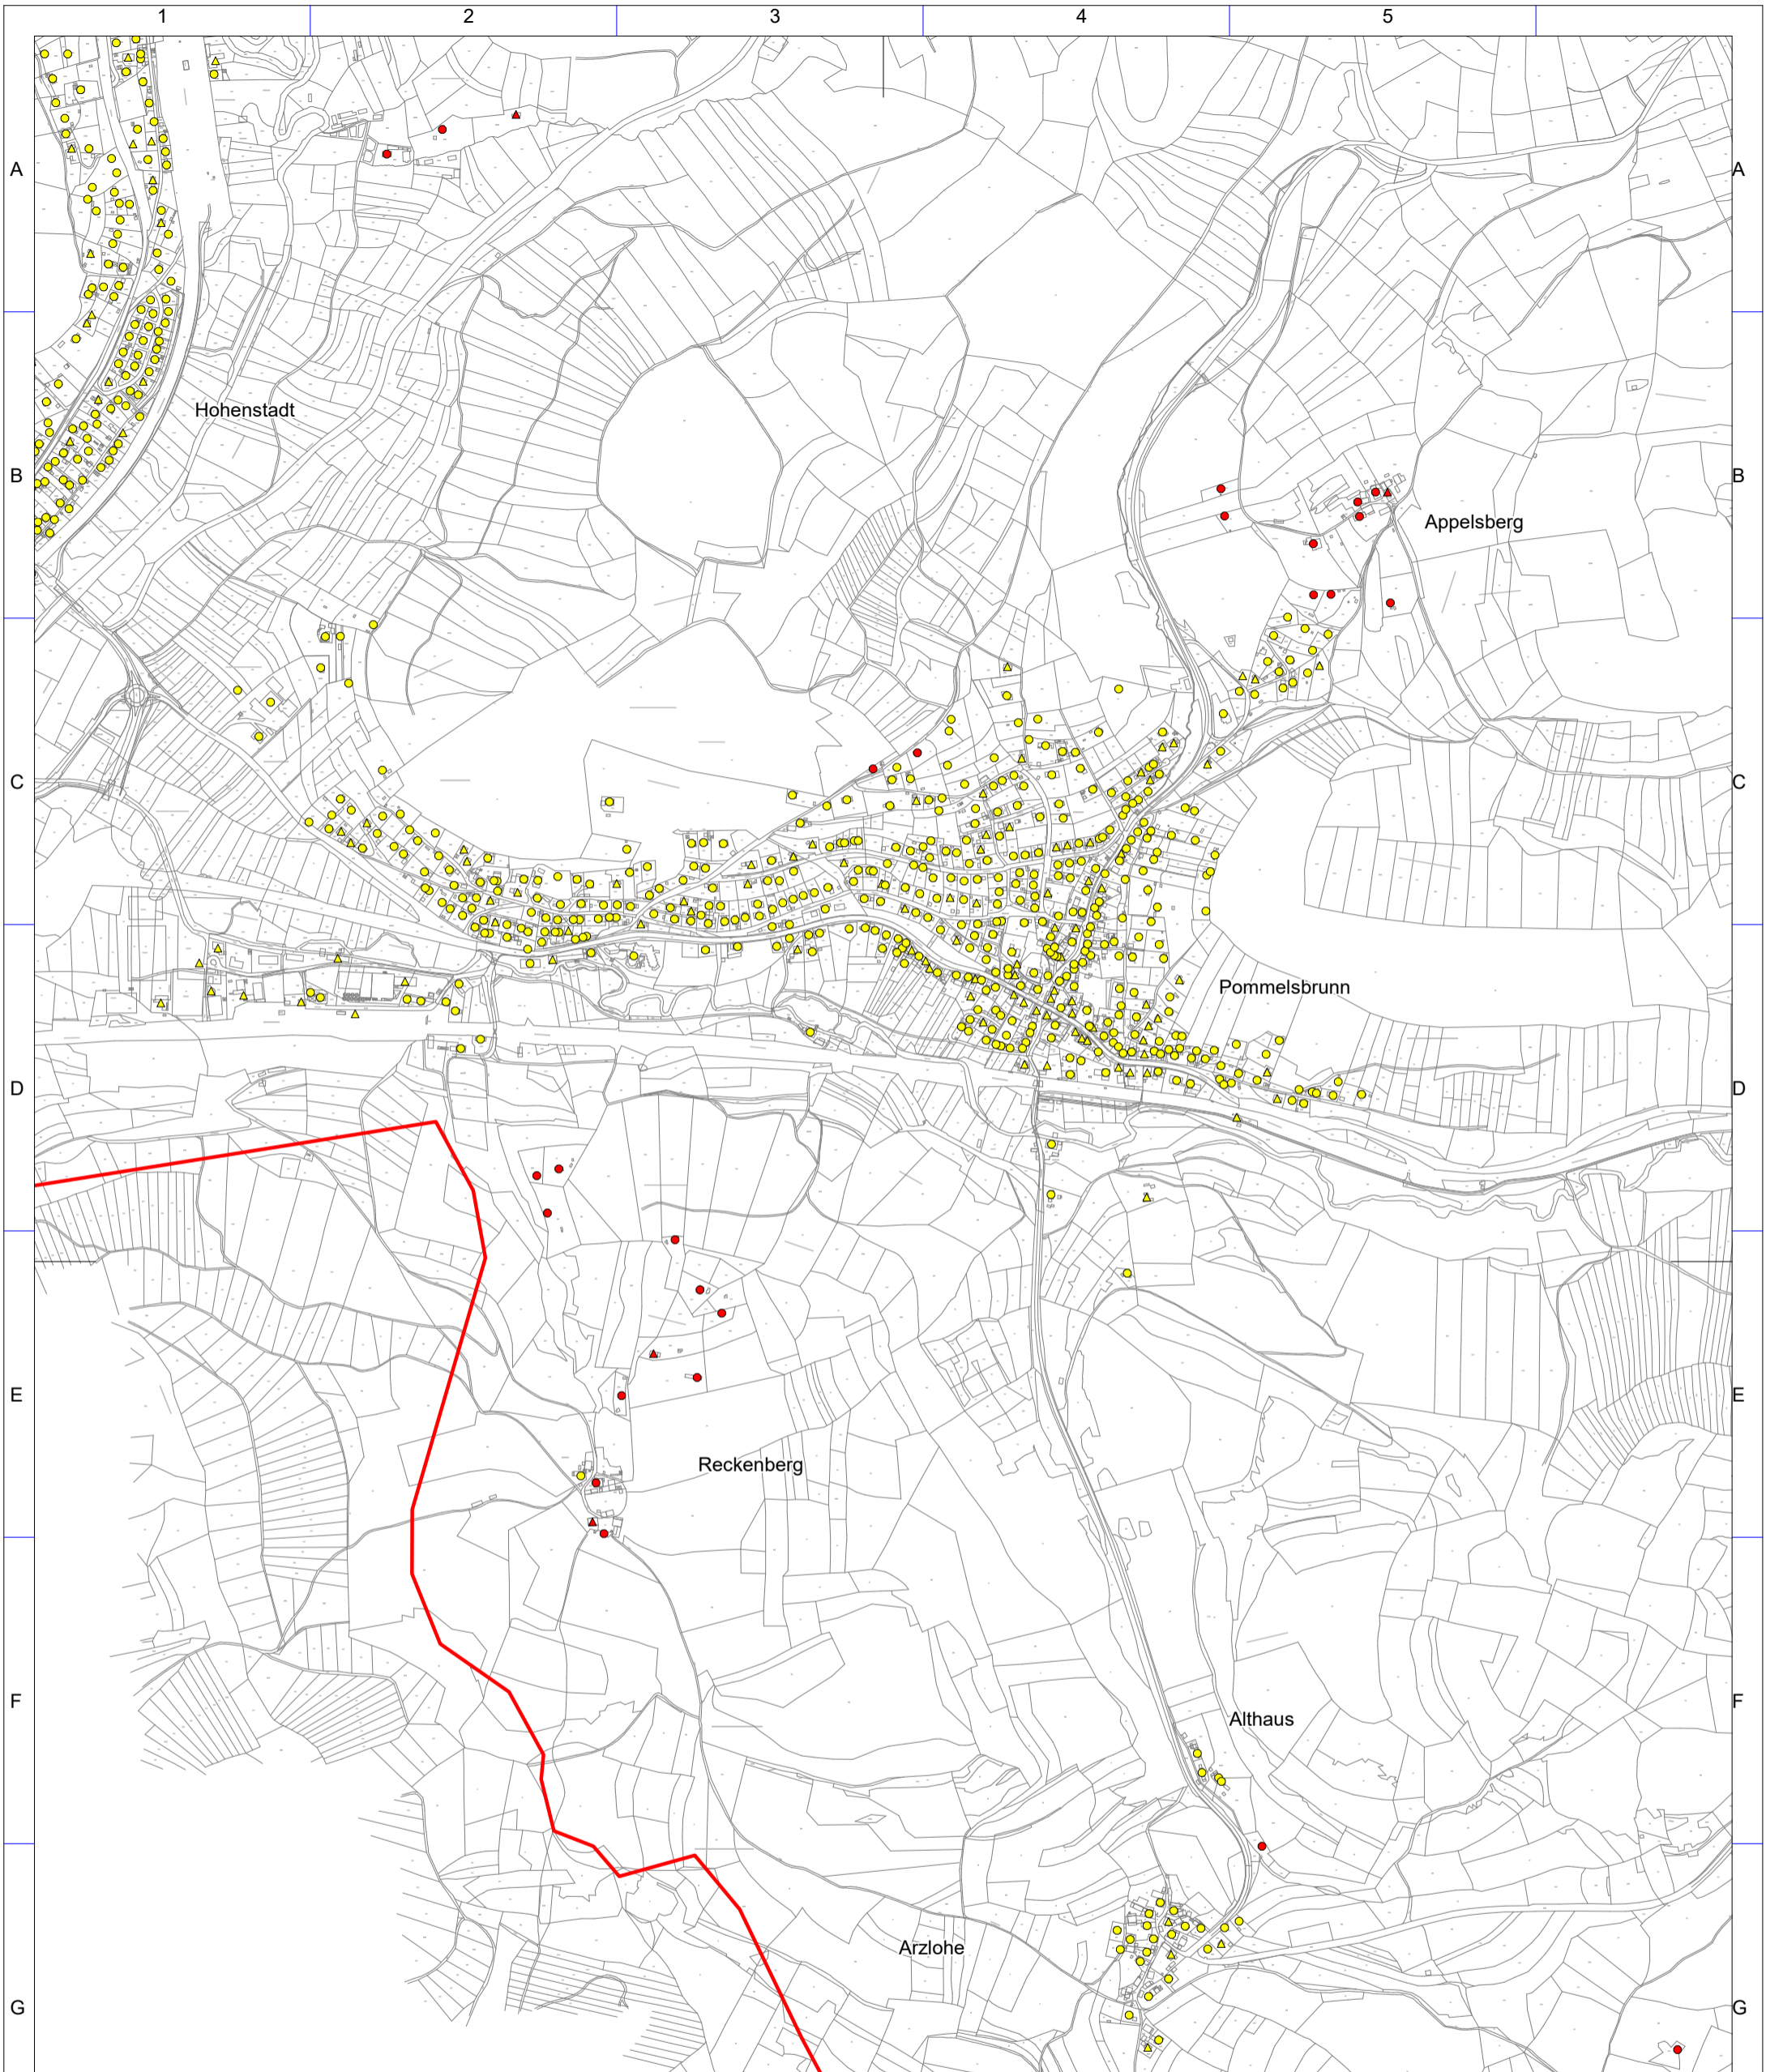 1 2 3 4 5
A A
Hohenstadt
B B
Appelsberg
C C
Pommelsbrunn
D D
E E
Reckenberg
F F
Althaus
Arzlohe
G G